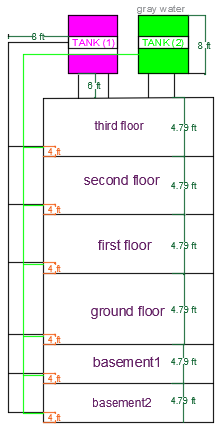 gray water
TANK (1)
TANK (2)
8 ft
8 ft
6 ft
third floor
4.79 ft
4 ft
second floor
4.79 ft
4 ft
first floor
4.79 ft
4 ft
ground floor
4.79 ft
4 ft
basement1
4.79 ft
4 ft
basement2
4.79 ft
4 ft